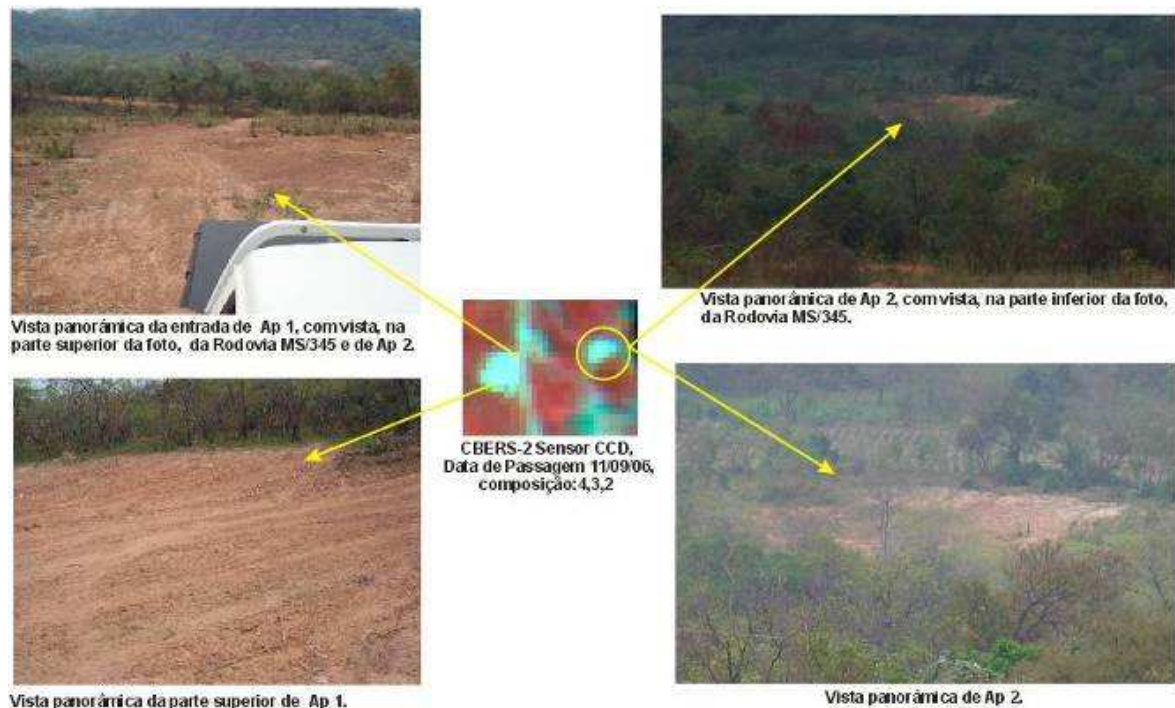 Vista panorâmica da entrada de Ap 1, com vista, na
parte superior da foto, da Rodovia MS/345 e de Ap 2.
Vista panorâmica de Ap 2, com vista, na parte inferior da foto,
da Rodovia MS/345.
CBERS-2 Sensor CCD,
Data de Passagem 11/09/06,
composição: 4,3,2
Vista panorâmica da parte superior de Ap 1.
Vista panorâmica de Ap 2.